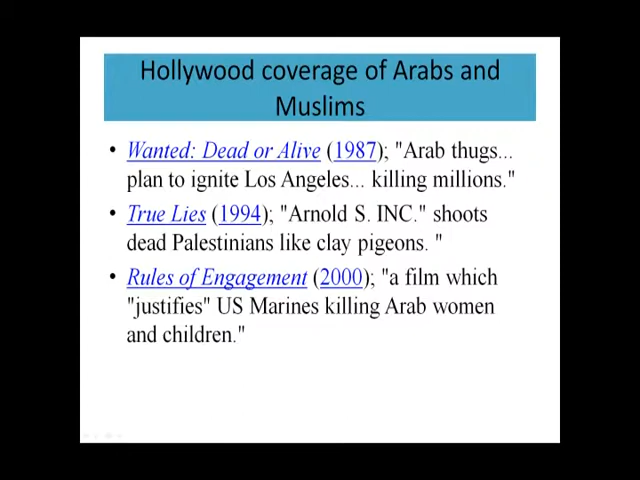 Hollywood coverage of Arabs and
Muslims
• Wanted: Dead or Alive (1987); "Arab thugs...
plan to ignite Los Angeles... killing millions."
• True Lies (1994); "Arnold S. INC." shoots
dead Palestinians like clay pigeons. "
• Rules of Engagement (2000); "a film which
"justifies" US Marines killing Arab women
and children."